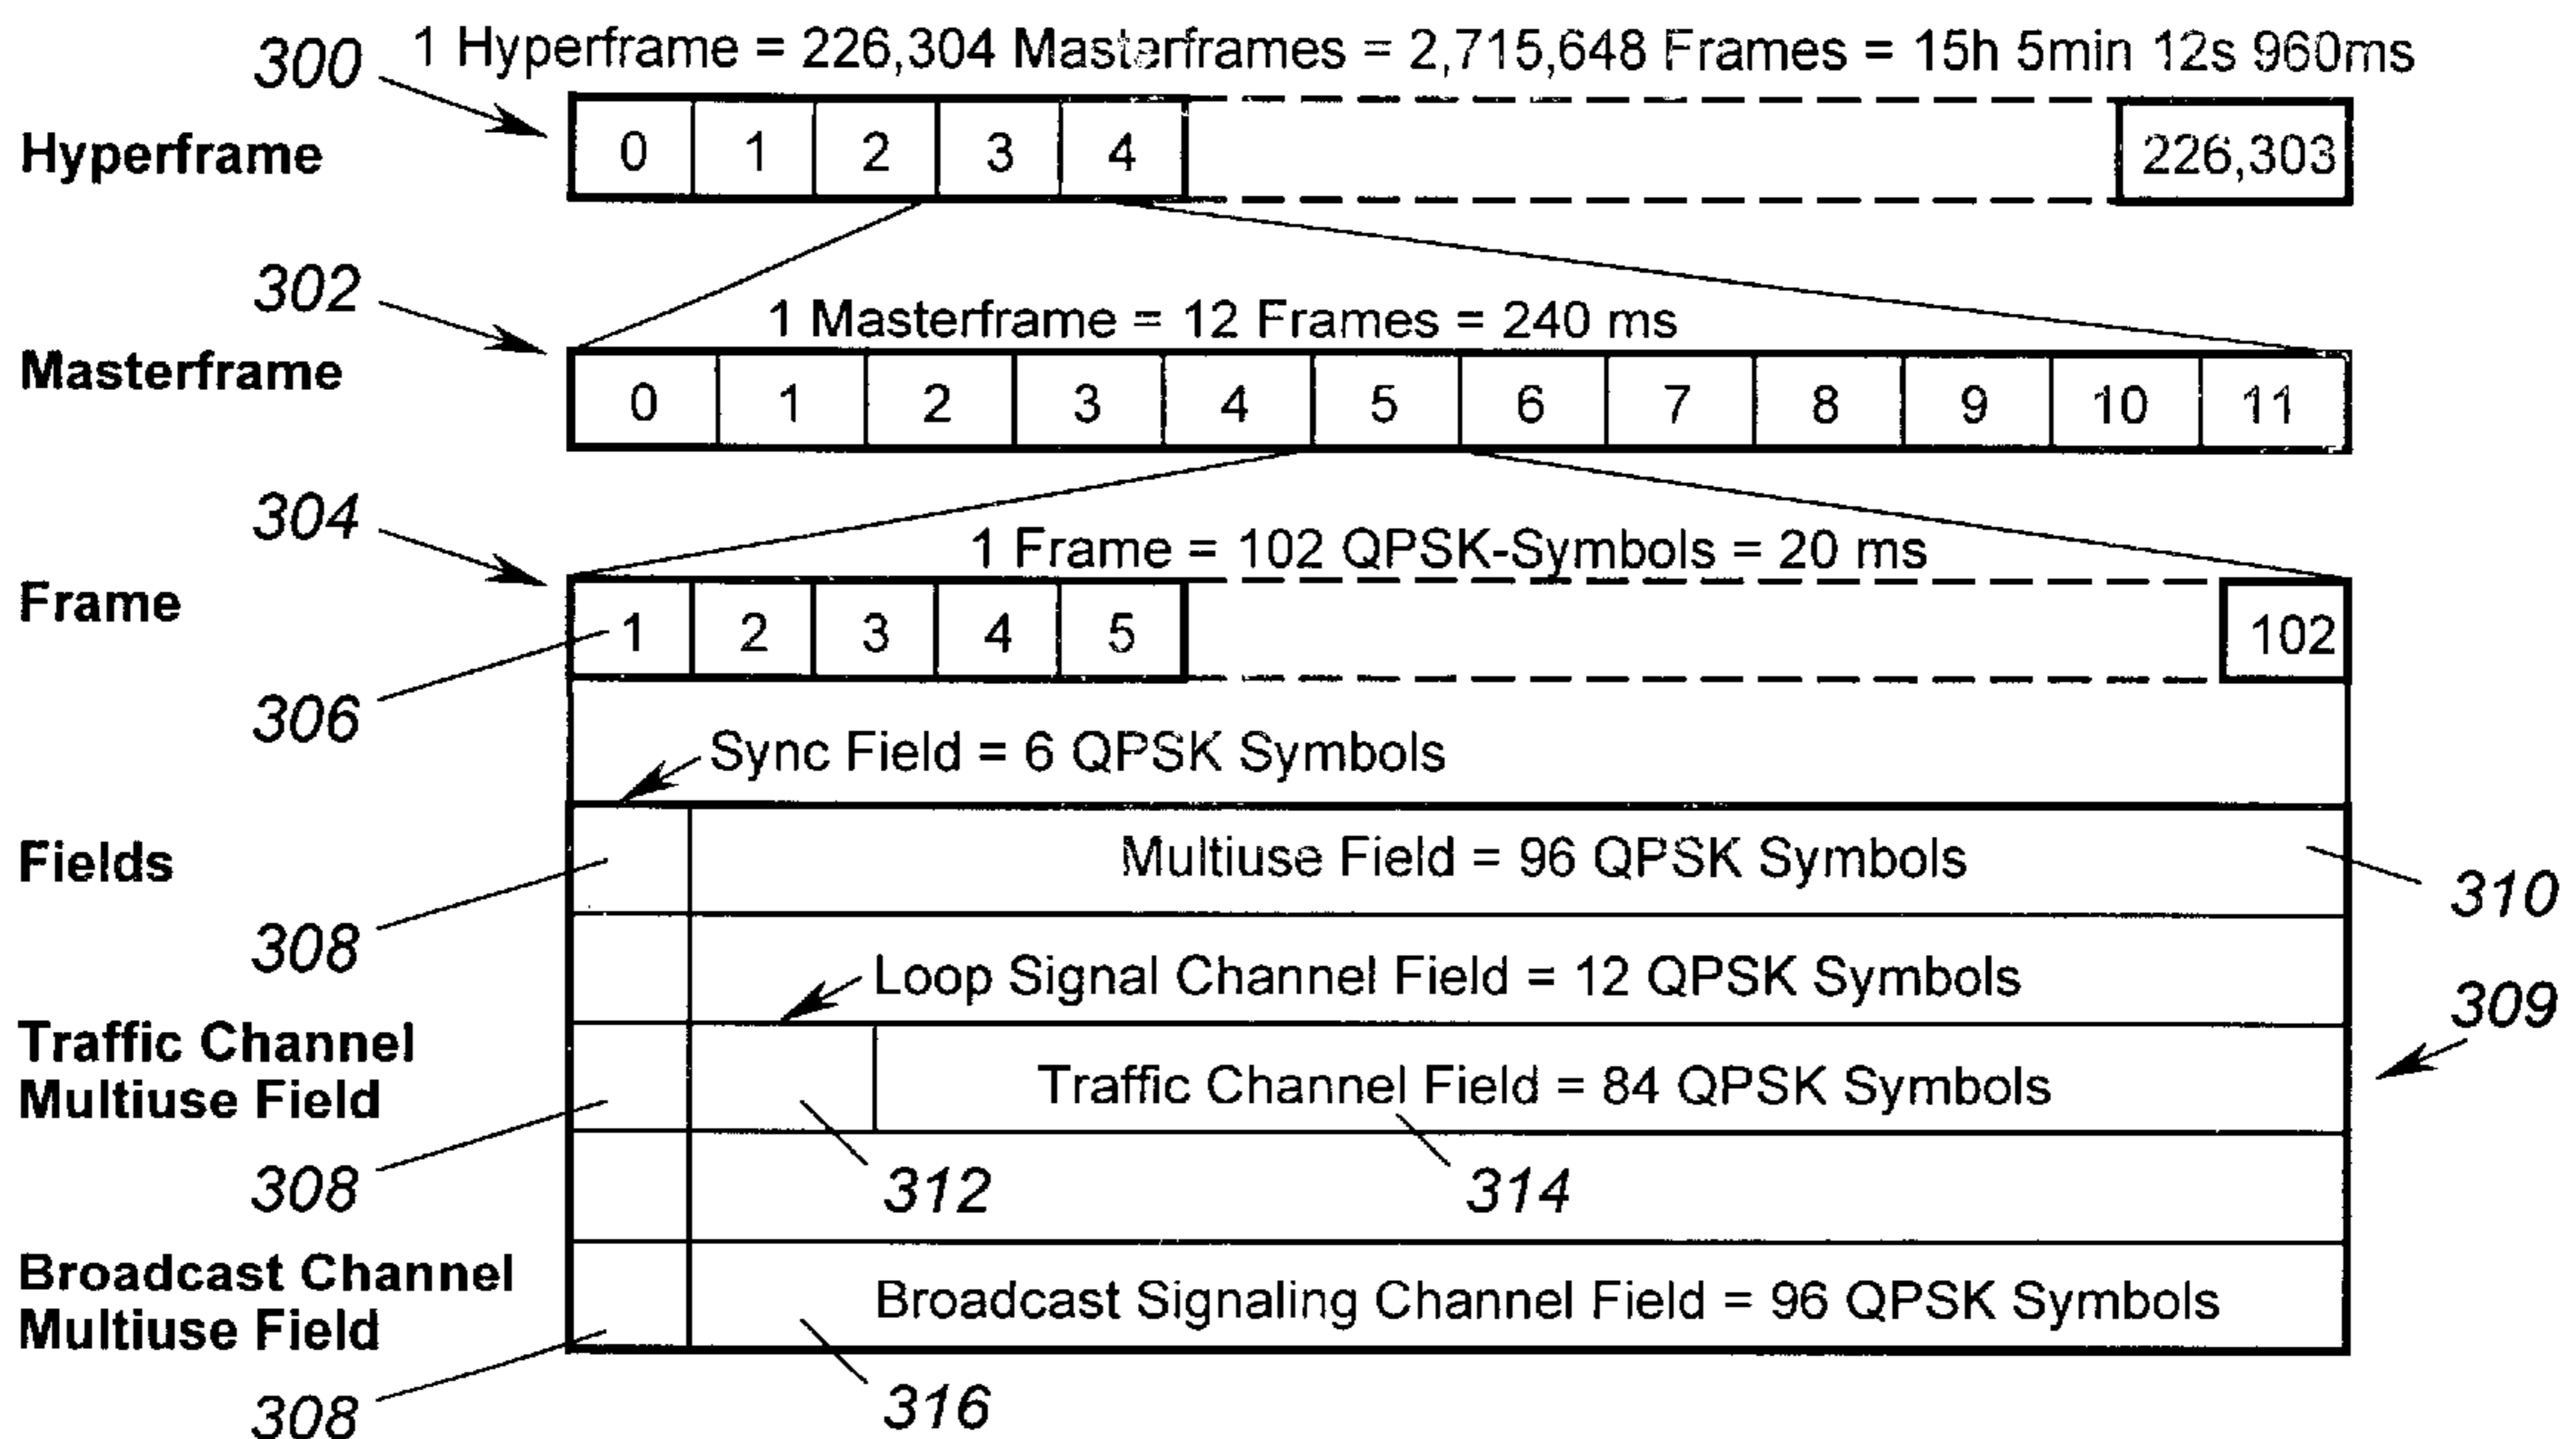 300 1 Hyperframe = 226,304 Masterframes = 2,715,648 Frames = 15h 5min 12s 960ms
Hyperframe 0 1 2 3 4 226,303
302 1 Masterframe = 12 Frames = 240 ms
Masterframe 0 1 2 3 4 5 6 7 8 9 10 11
304 1 Frame = 102 QPSK-Symbols = 20 ms
Frame 1 2 3 4 5 102
306
Sync Field = 6 QPSK Symbols
Fields Multiuse Field = 96 QPSK Symbols
308 310
Loop Signal Channel Field = 12 QPSK Symbols
309
Traffic Channel
Multiuse Field Traffic Channel Field = 84 QPSK Symbols
308 312 314
Broadcast Channel
Multiuse Field Broadcast Signaling Channel Field = 96 QPSK Symbols
308 316